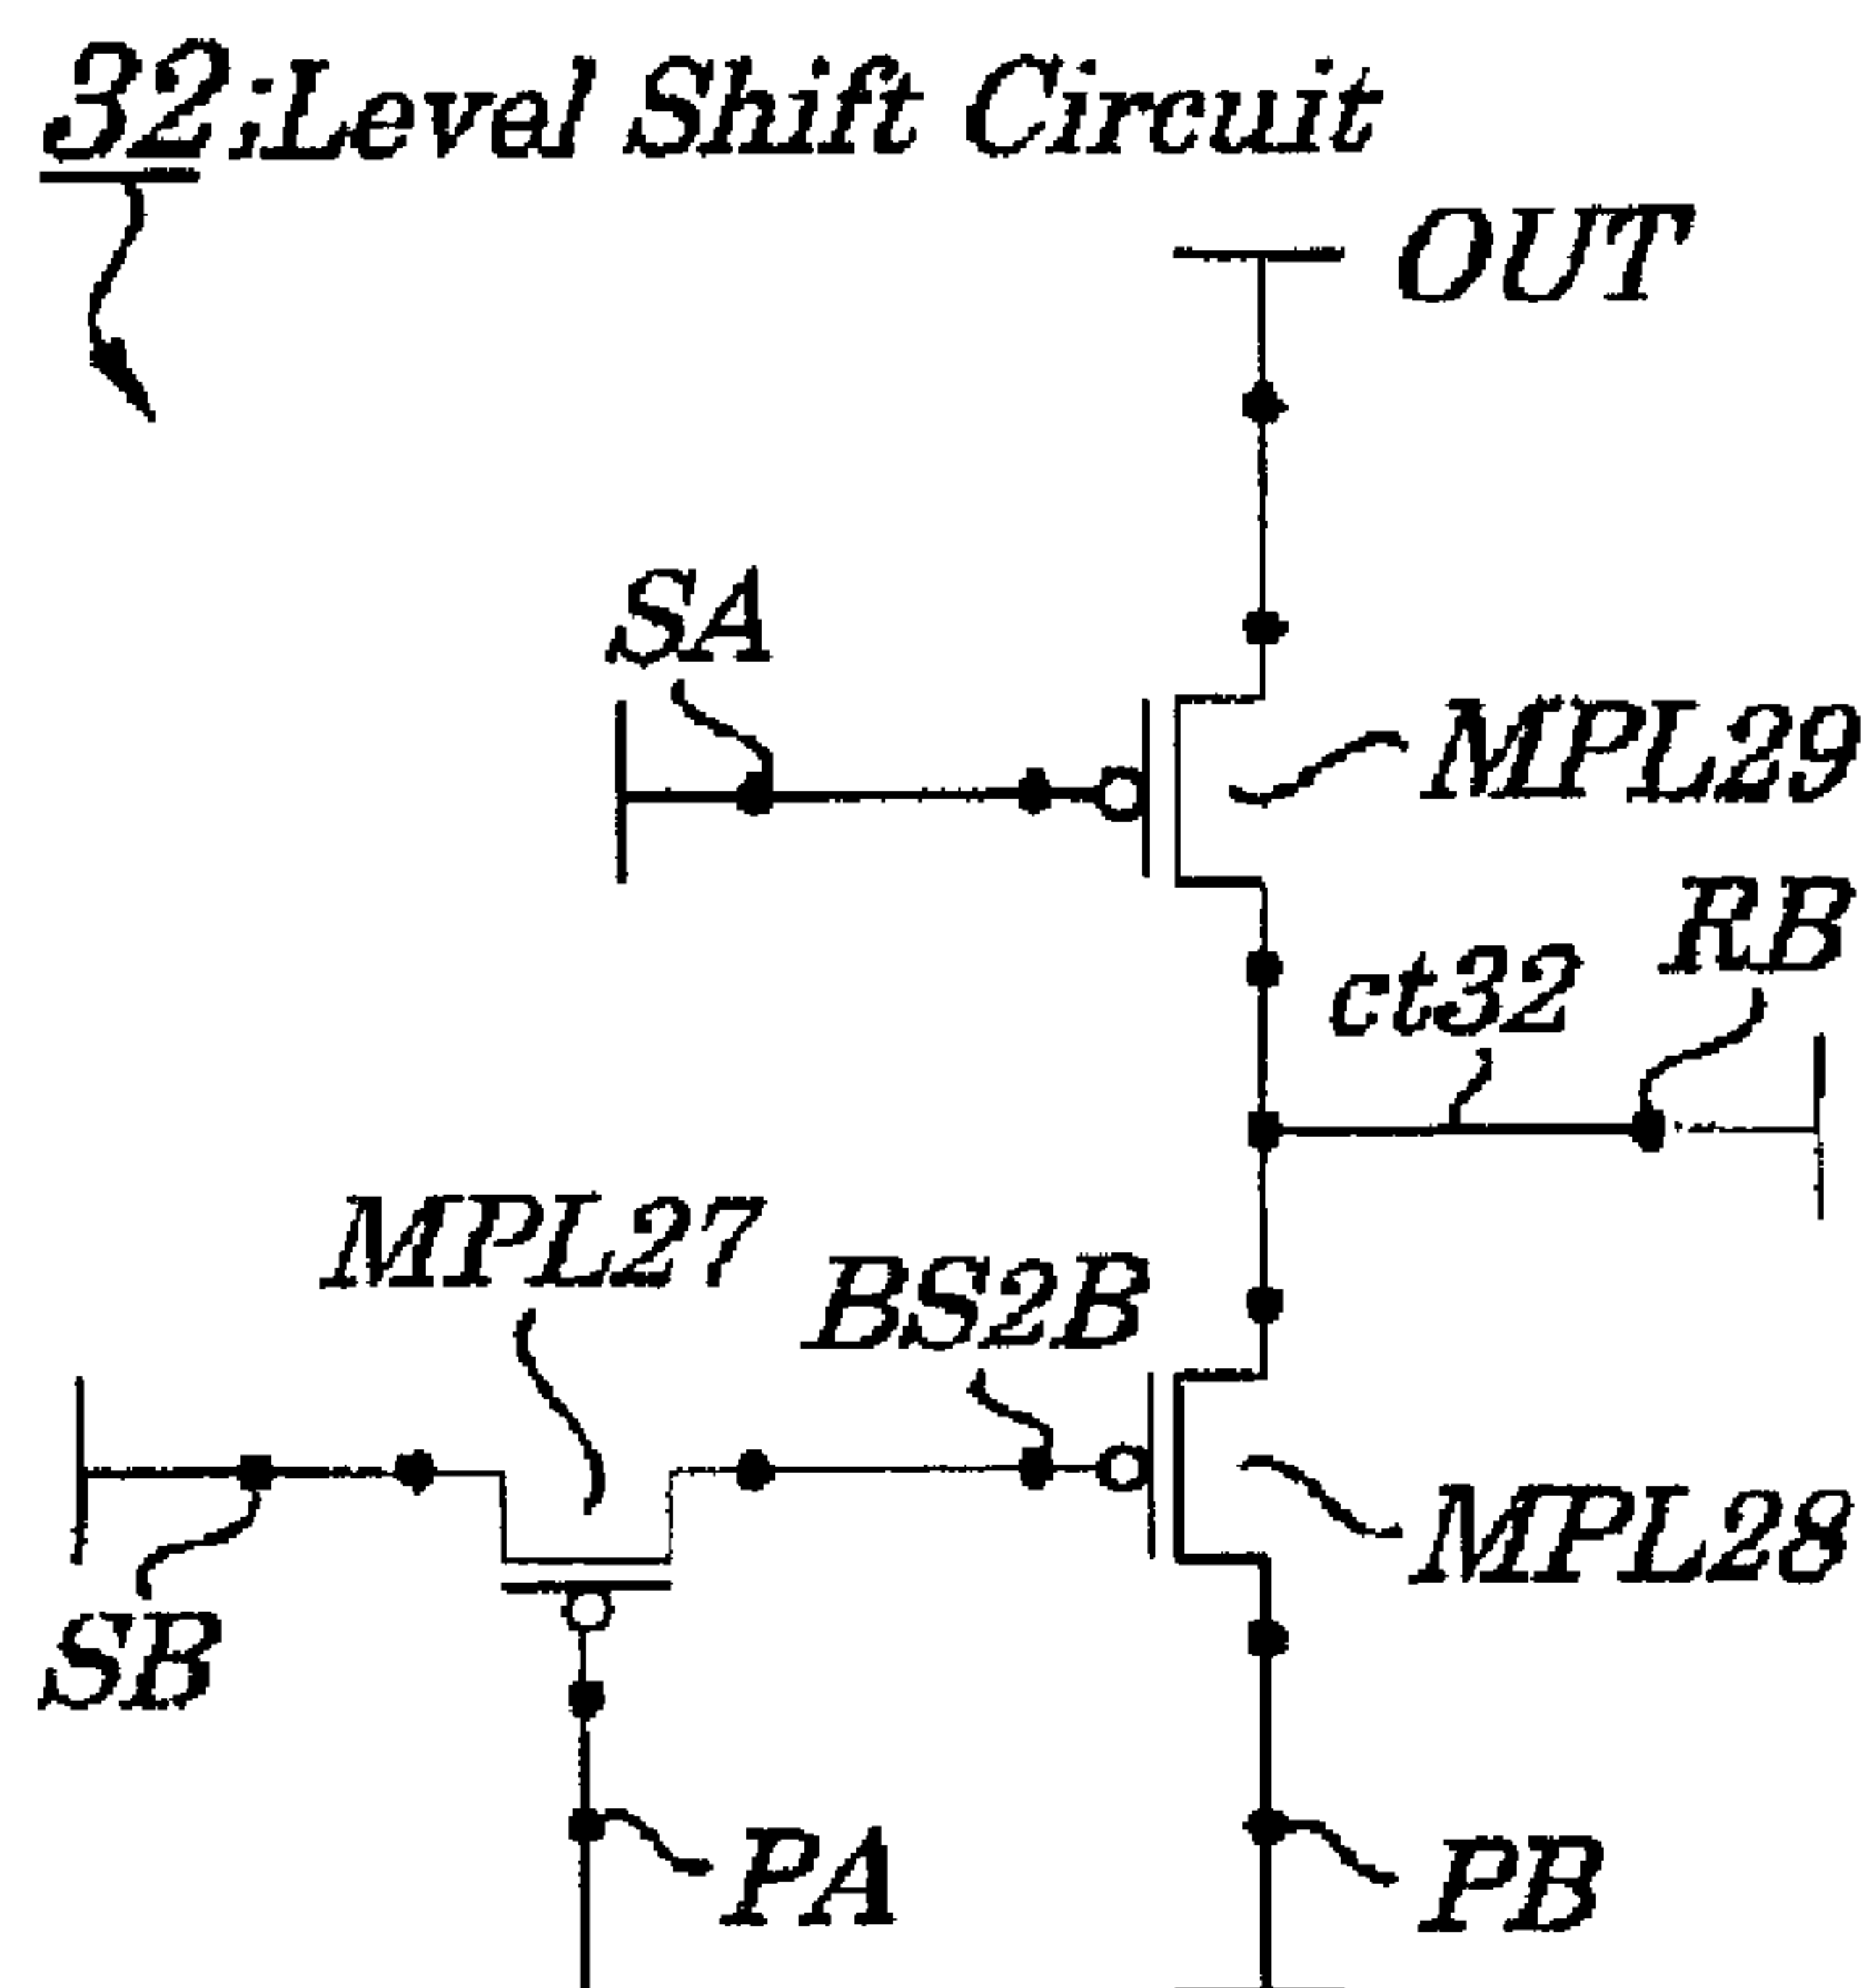 32:Level Shift Circuit
OUT
SA
MPL29
RB
ct32
MPL27
BS2B
MPL28
SB
PA
PB